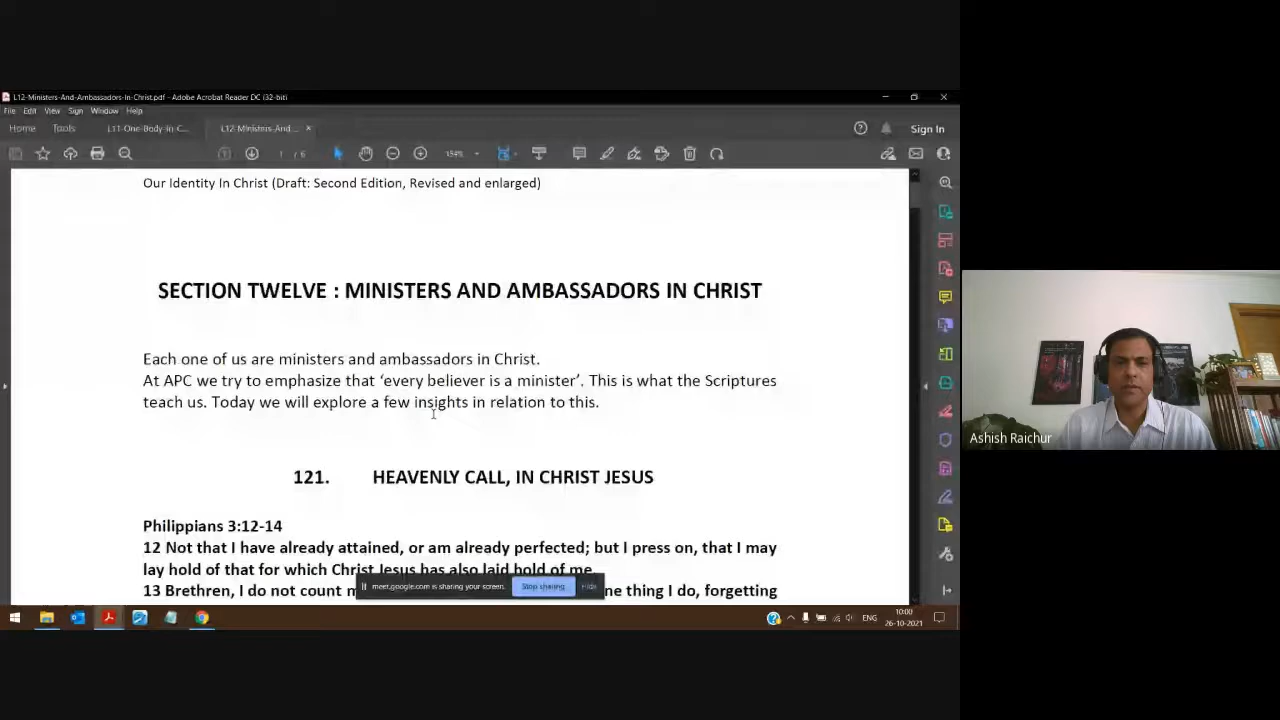 L12-Ministers-And-Ambassadors-In-Christ.pdf - Adobe Acrobat Reader DC (32-bit)
File Edit View Sign Window Help
Home Tools L11-One-Body-in-C... L12-Ministers-And... × Sign In
1 / 6 154%
Our Identity In Christ (Draft: Second Edition, Revised and enlarged)
SECTION TWELVE : MINISTERS AND AMBASSADORS IN CHRIST
Each one of us are ministers and ambassadors in Christ.
At APC we try to emphasize that ‘every believer is a minister’. This is what the Scriptures
teach us. Today we will explore a few insights in relation to this.
121. HEAVENLY CALL, IN CHRIST JESUS
Philippians 3:12-14
12 Not that I have already attained, or am already perfected; but I press on, that I may
lay hold of that for which Christ Jesus has also laid hold of me.
13 Brethren, I do not count ne thing I do, forgetting
meet.google.com is sharing your screen. Stop sharing Hide
Ashish Raichur
ENG
10:00
26-10-2021